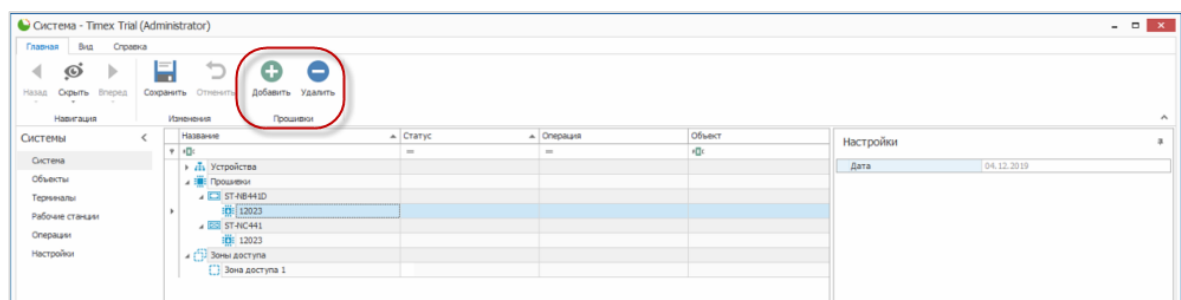 Система - Timex Trial (Administrator)
Главная Вид Справка
Назад Скрыть Вперед Сохранить Отменить Добавить Удалить
Навигация Изменения Прошивки
Системы
Система
Объекты
Терминалы
Рабочие станции
Операции
Настройки
Название Статус Операция Объект
= =
Устройства
Прошивки
ST-NB441D
12023
ST-NC441
12023
Зоны доступа
Зона доступа 1
Настройки
Дата 04.12.2019